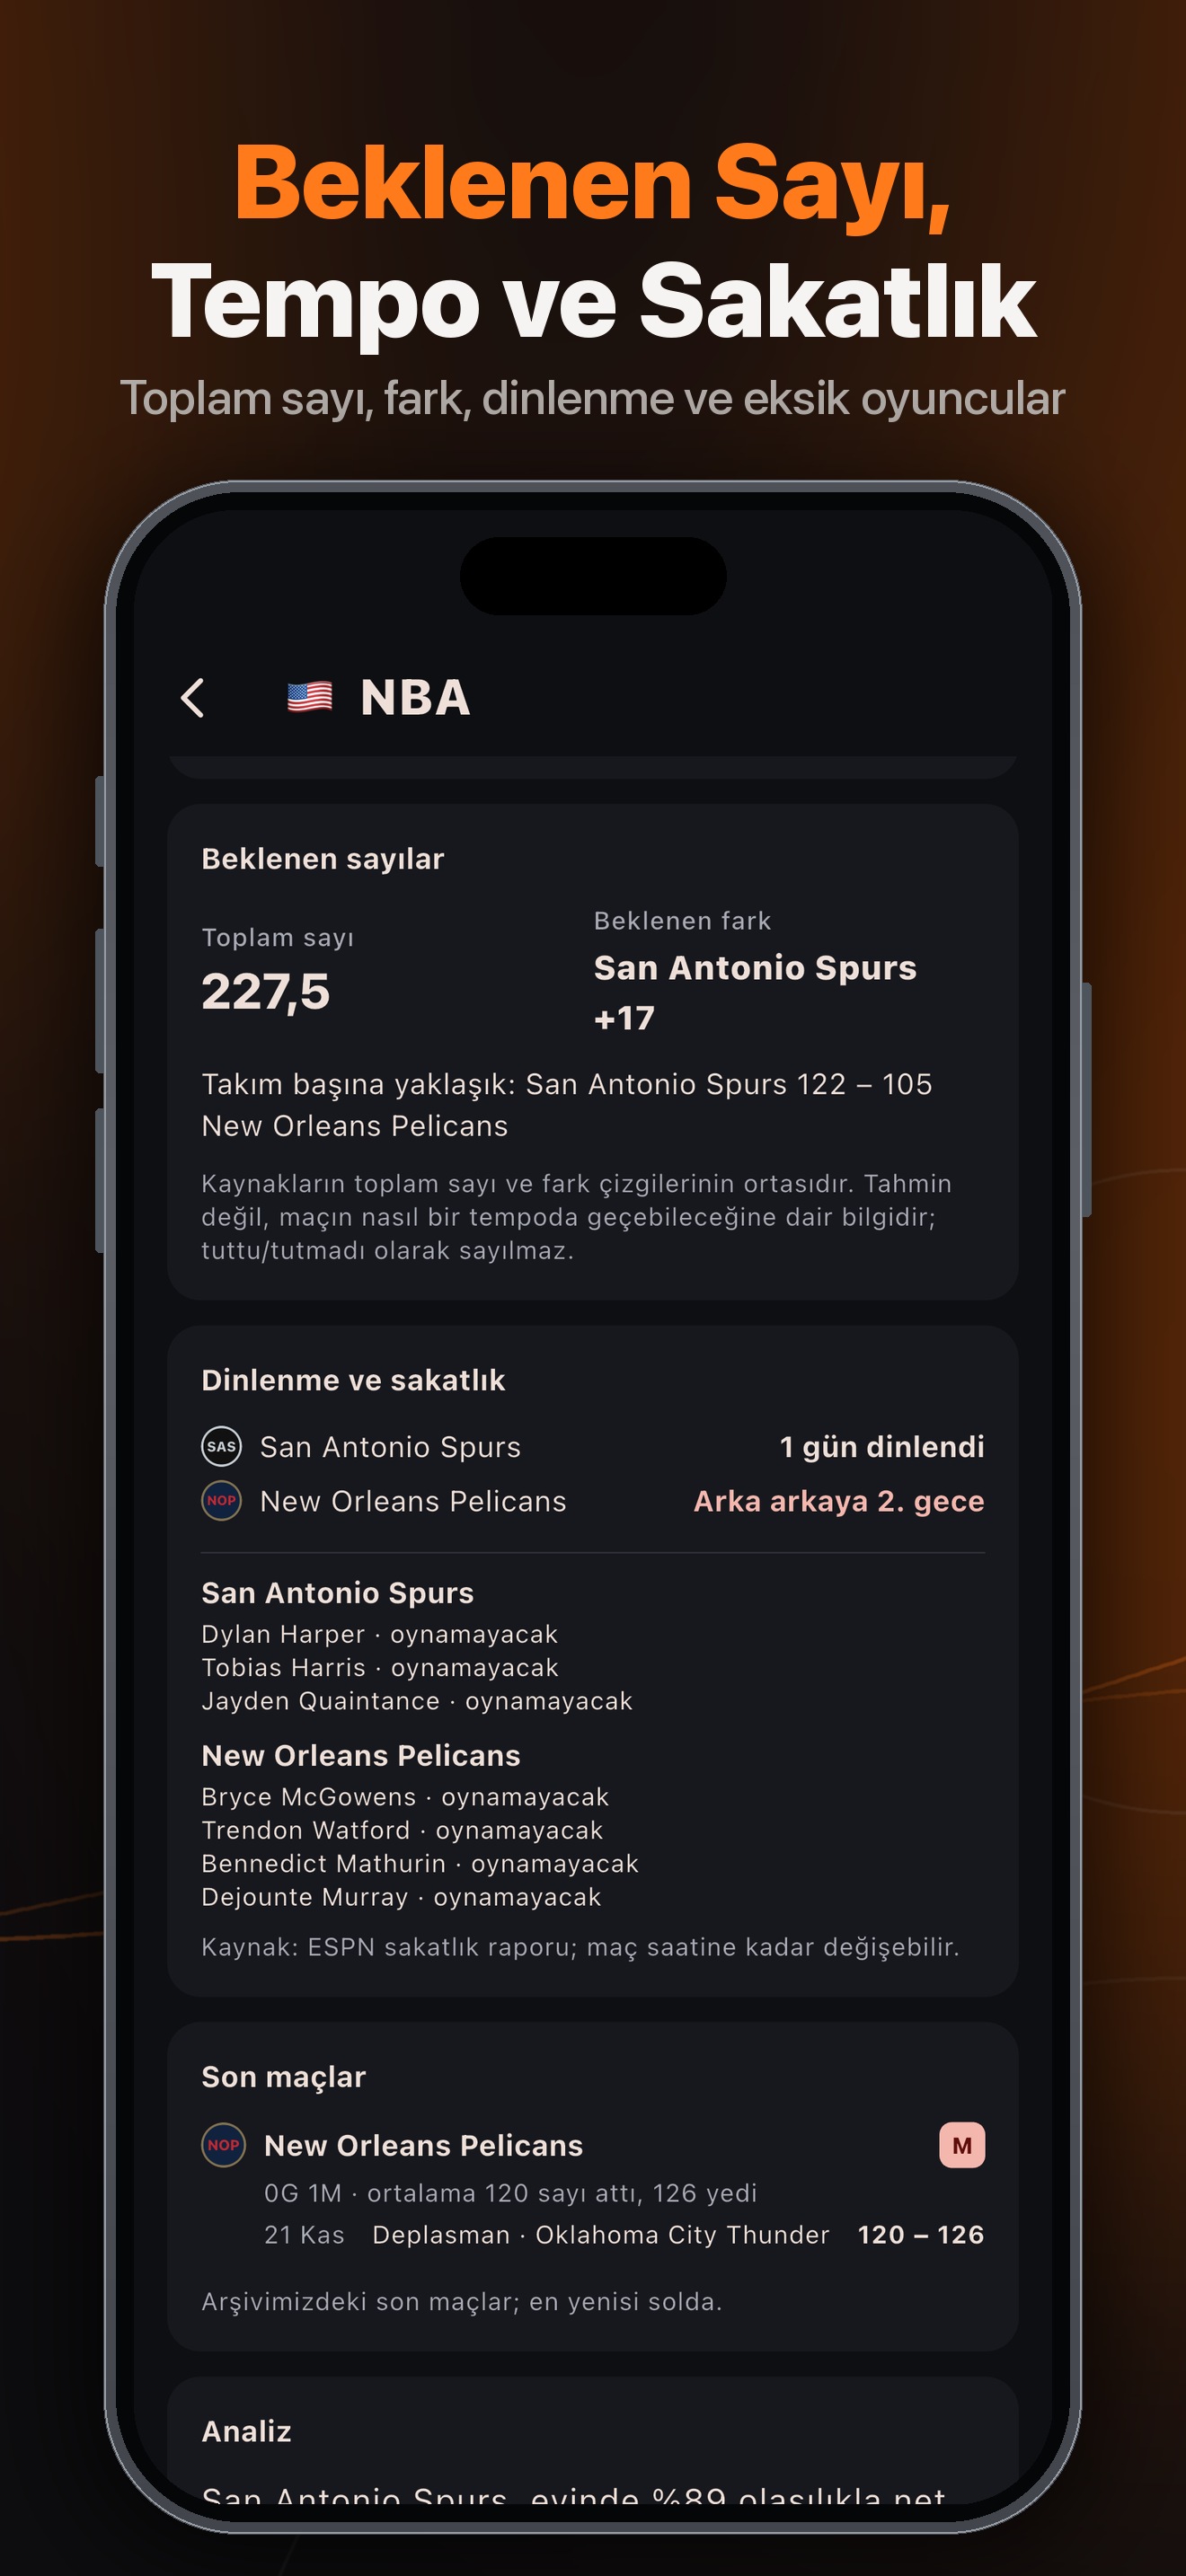 Beklenen Sayı,
Tempo ve Sakatlık
Toplam sayı, fark, dinlenme ve eksik oyuncular
NBA
Beklenen sayılar
Toplam sayı
227,5
Beklenen fark
San Antonio Spurs
+17
Takım başına yaklaşık: San Antonio Spurs 122 – 105
New Orleans Pelicans
Kaynakların toplam sayı ve fark çizgilerinin ortasıdır. Tahmin
değil, maçın nasıl bir tempoda geçebileceğine dair bilgidir;
tuttu/tutmadı olarak sayılmaz.
Dinlenme ve sakatlık
SAS San Antonio Spurs 1 gün dinlendi
NOP New Orleans Pelicans Arka arkaya 2. gece
San Antonio Spurs
Dylan Harper · oynamayacak
Tobias Harris · oynamayacak
Jayden Quaintance · oynamayacak
New Orleans Pelicans
Bryce McGowens · oynamayacak
Trendon Watford · oynamayacak
Bennedict Mathurin · oynamayacak
Dejounte Murray · oynamayacak
Kaynak: ESPN sakatlık raporu; maç saatine kadar değişebilir.
Son maçlar
NOP New Orleans Pelicans M
0G 1M · ortalama 120 sayı attı, 126 yedi
21 Kas Deplasman · Oklahoma City Thunder 120 – 126
Arşivimizdeki son maçlar; en yenisi solda.
Analiz
San Antonio Spurs, evinde %89 olasılıkla net